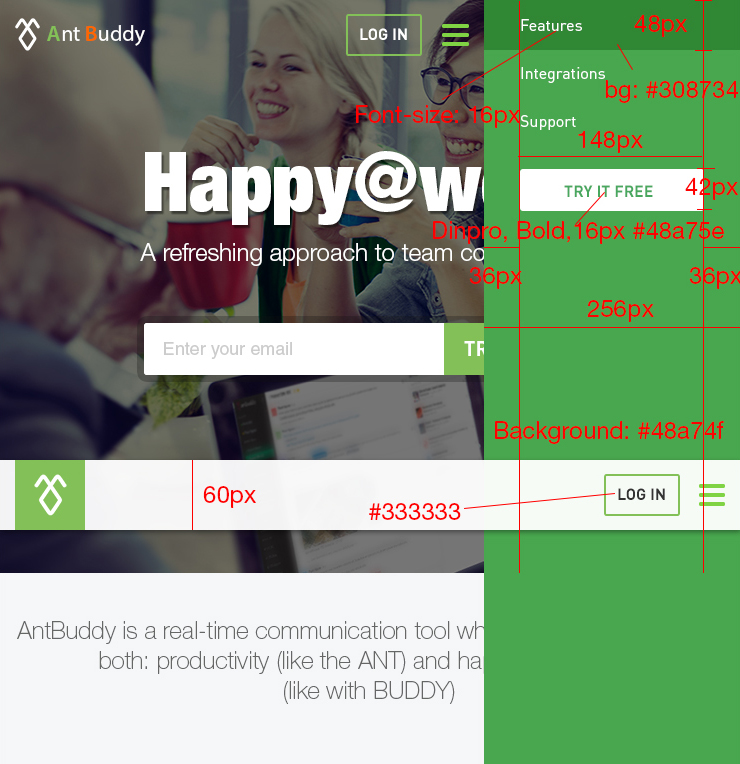 Ant Buddy
LOG IN
Features
48px
Integrations
bg: #308734
Font-size: 16px
Support
148px
Happy@w
TRY IT FREE
42px
Dinpro, Bold,16px #48a75e
A refreshing approach to team co
36px
36px
256px
Enter your email
TR
Background: #48a74f
60px
LOG IN
#333333
AntBuddy is a real-time communication tool wh
both: productivity (like the ANT) and hap
(like with BUDDY)